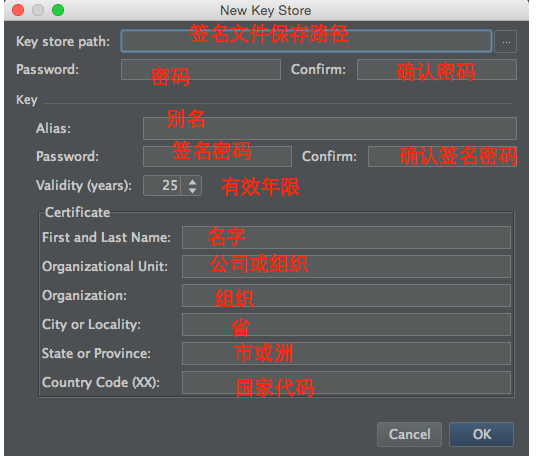 New Key Store
Key store path: 签名文件保存路径 ...
Password: 密码 Confirm: 确认密码
Key
Alias: 别名
Password: 签名密码 Confirm: 确认签名密码
Validity (years): 25 有效年限
Certificate
First and Last Name: 名字
Organizational Unit: 公司或组织
Organization: 组织
City or Locality: 省
State or Province: 市或洲
Country Code (XX): 国家代码
Cancel OK